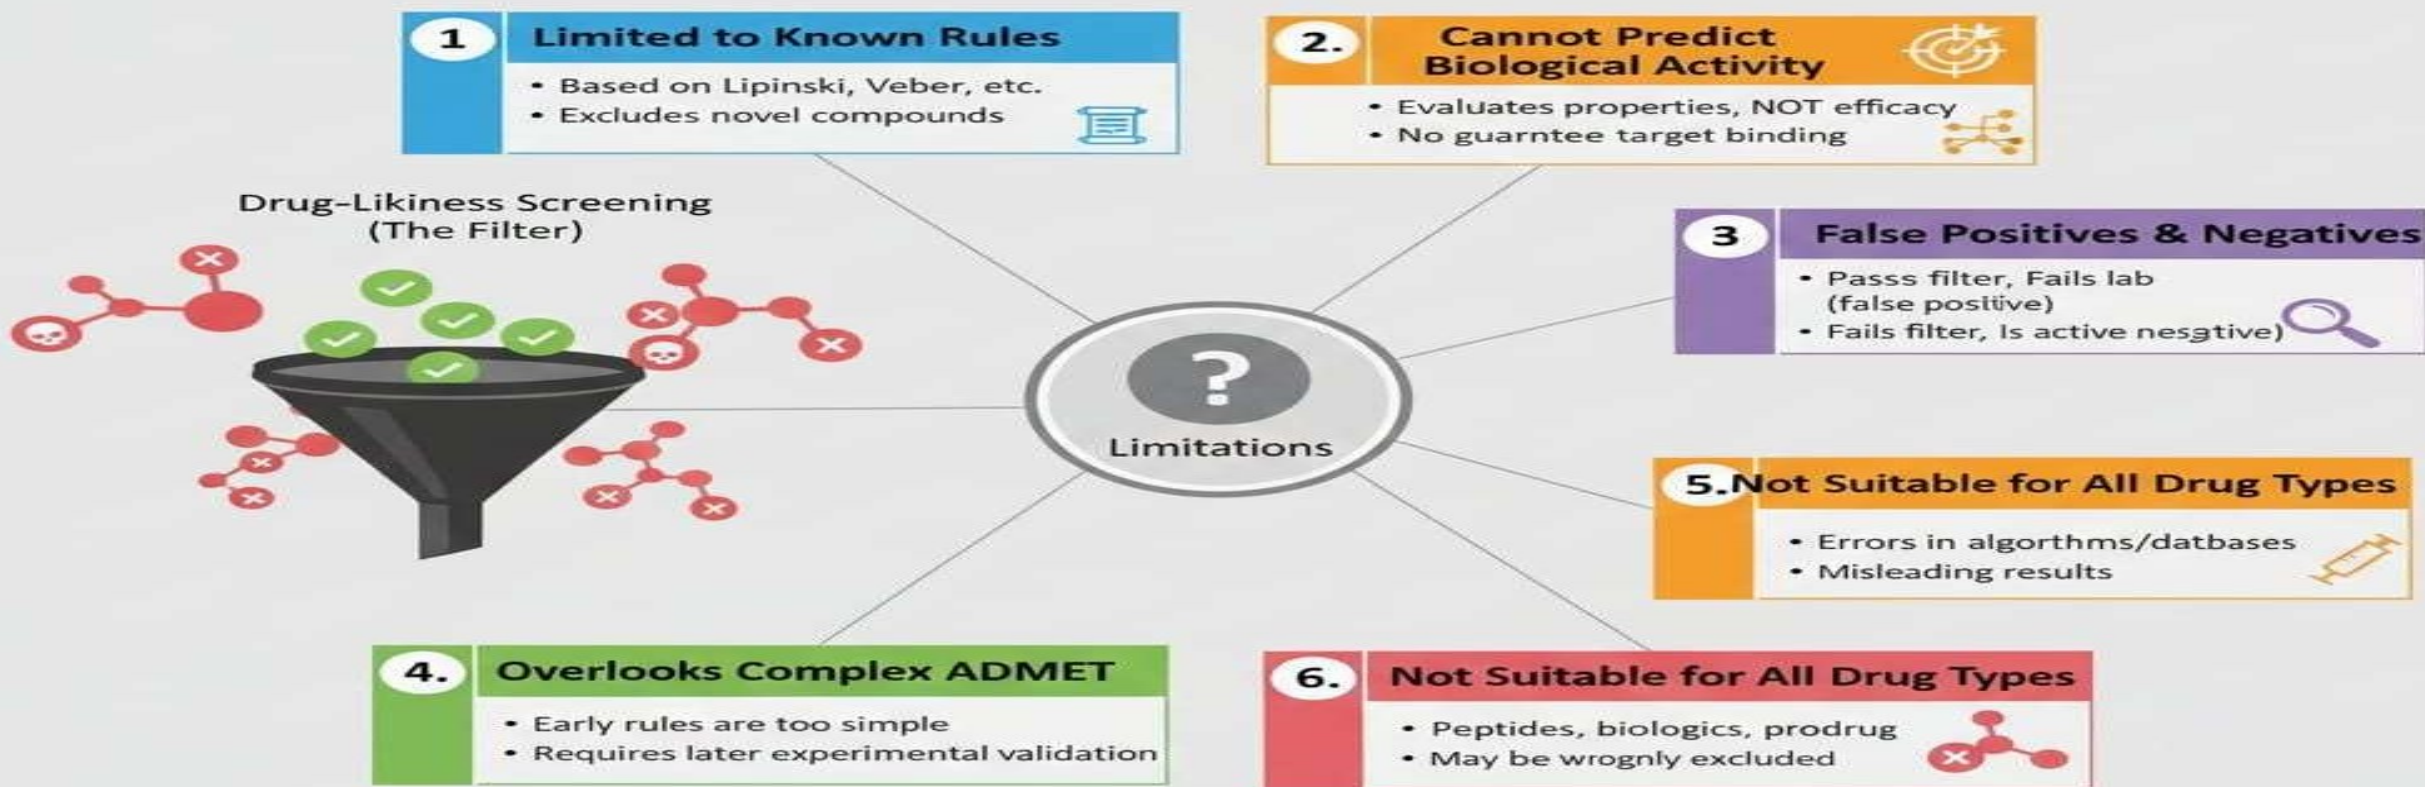 1 Limited to Known Rules
• Based on Lipinski, Veber, etc.
• Excludes novel compounds
2. Cannot Predict
Biological Activity
• Evaluates properties, NOT efficacy
• No guarntee target binding
Drug-Likiness Screening
(The Filter)
3 False Positives & Negatives
• Passs filter, Fails lab
(false positive)
• Fails filter, Is active nesgtive)
?
Limitations
5. Not Suitable for All Drug Types
• Errors in algorthms/datbases
• Misleading results
4. Overlooks Complex ADMET
• Early rules are too simple
• Requires later experimental validation
6. Not Suitable for All Drug Types
• Peptides, biologics, prodrug
• May be wrognly excluded